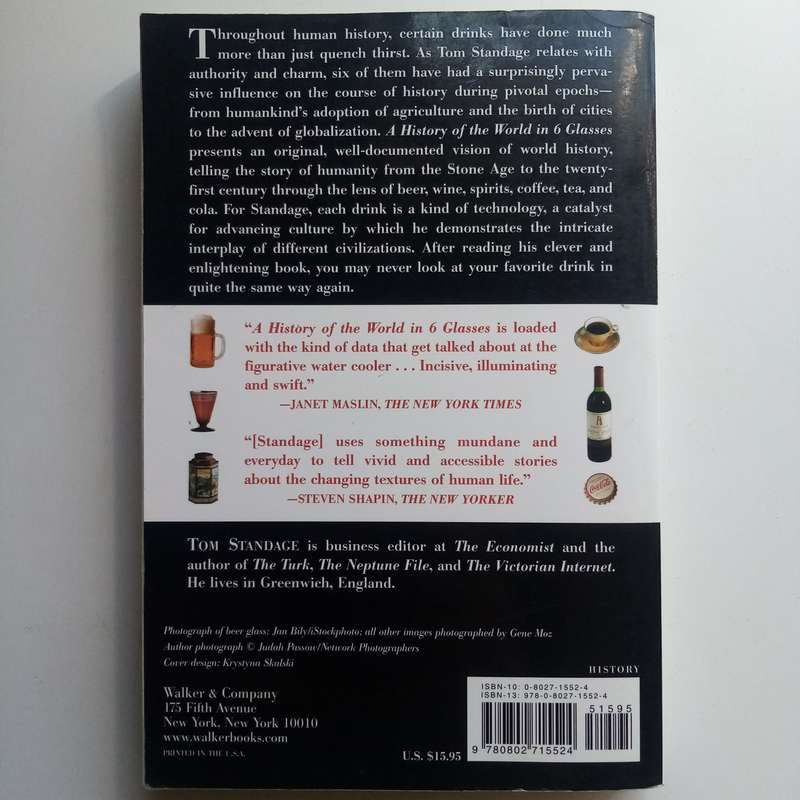 Throughout human history, certain drinks have done much
more than just quench thirst. As Tom Standage relates with
authority and charm, six of them have had a surprisingly perva-
sive influence on the course of history during pivotal epochs—
from humankind's adoption of agriculture and the birth of cities
to the advent of globalization. A History of the World in 6 Glasses
presents an original, well-documented vision of world history,
telling the story of humanity from the Stone Age to the twenty-
first century through the lens of beer, wine, spirits, coffee, tea, and
cola. For Standage, each drink is a kind of technology, a catalyst
for advancing culture by which he demonstrates the intricate
interplay of different civilizations. After reading his clever and
enlightening book, you may never look at your favorite drink in
quite the same way again.
“A History of the World in 6 Glasses is loaded
with the kind of data that get talked about at the
figurative water cooler . . . Incisive, illuminating
and swift.”
—JANET MASLIN, THE NEW YORK TIMES
“[Standage] uses something mundane and
everyday to tell vivid and accessible stories
about the changing textures of human life.”
—STEVEN SHAPIN, THE NEW YORKER
Coca-Cola
TOM STANDAGE is business editor at The Economist and the
author of The Turk, The Neptune File, and The Victorian Internet.
He lives in Greenwich, England.
Photograph of beer glass: Jan Bily/iStockphoto; all other images photographed by Gene Moz
Author photograph © Judah Passow/Network Photographers
Cover design: Krystyna Skalski
Walker & Company
175 Fifth Avenue
New York, New York 10010
www.walkerbooks.com
PRINTED IN THE U.S.A.
U.S. $15.95
HISTORY
ISBN-10: 0-8027-1552-4
ISBN-13: 978-0-8027-1552-4
51595
9 780802 715524